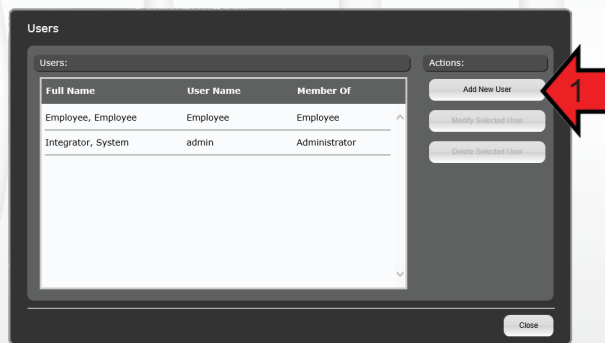 Users
Users: Actions:
Full Name User Name Member Of
Add New User
1
Employee, Employee Employee Employee
Modify Selected User
Integrator, System admin Administrator
Delete Selected User
Close